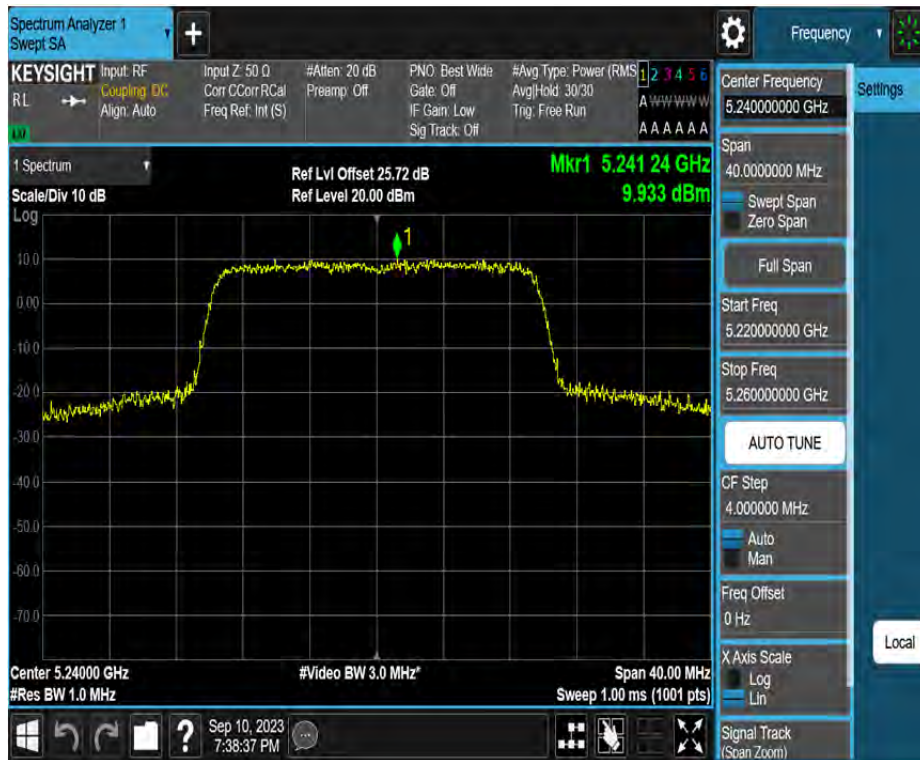 Spectrum Analyzer 1
Swept SA
+
Frequency
KEYSIGHT
RL
Input: RF
Coupling: DC
Align: Auto
Input Z: 50 Ω
Corr CCorr RCal
Freq Ref: Int (S)
#Atten: 20 dB
Preamp: Off
PNO: Best Wide
Gate: Off
IF Gain: Low
Sig Track: Off
#Avg Type: Power (RMS
Avg|Hold: 30/30
Trig: Free Run
1 2 3 4 5 6
A W W W W W
A A A A A A
1 Spectrum
Scale/Div 10 dB
Log
Ref Lvl Offset 25.72 dB
Ref Level 20.00 dBm
Mkr1 5.241 24 GHz
9.933 dBm
1
10.0
0.00
-10.0
-20.0
-30.0
-40.0
-50.0
-60.0
-70.0
Center 5.24000 GHz
#Res BW 1.0 MHz
#Video BW 3.0 MHz*
Span 40.00 MHz
Sweep 1.00 ms (1001 pts)
?
Sep 10, 2023
7:38:37 PM
Center Frequency
5.240000000 GHz
Span
40.0000000 MHz
Swept Span
Zero Span
Full Span
Start Freq
5.220000000 GHz
Stop Freq
5.260000000 GHz
AUTO TUNE
CF Step
4.000000 MHz
Auto
Man
Freq Offset
0 Hz
X Axis Scale
Log
Lin
Signal Track
(Span Zoom)
Settings
Local